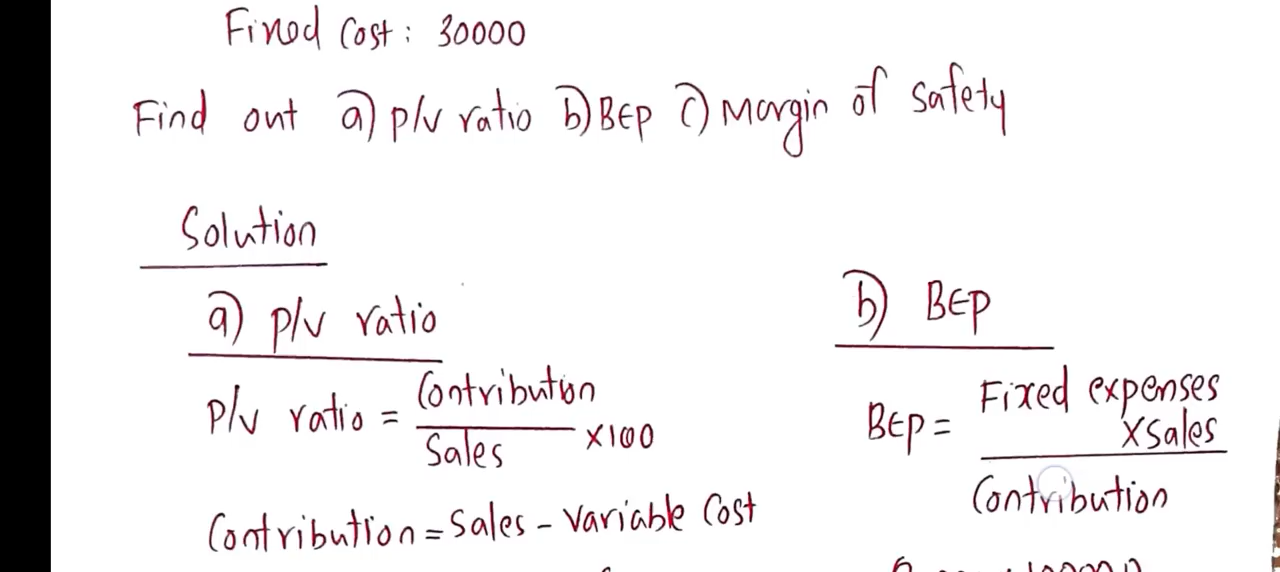 Fixed Cost: 30000
Find out a) P/V ratio b) BEP c) Margin of safety
Solution
a) P/V ratio
P/V ratio = Contribution
Sales
×100
Contribution = Sales - Variable Cost
b) BEP
BEP = Fixed expenses
×Sales
Contribution